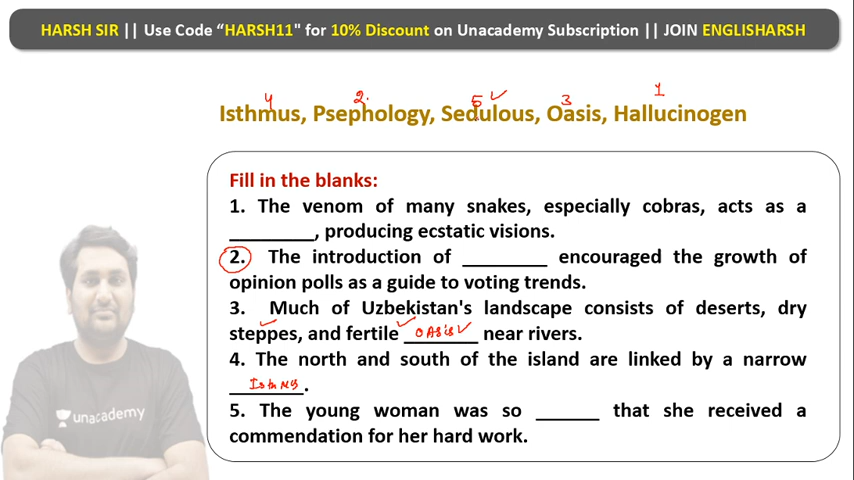 HARSH SIR || Use Code “HARSH11" for 10% Discount on Unacademy Subscription || JOIN ENGLISHARSH
4 2. 5 3 1
Isthmus, Psephology, Sedulous, Oasis, Hallucinogen
Fill in the blanks:
1. The venom of many snakes, especially cobras, acts as a
________, producing ecstatic visions.
2. The introduction of ________ encouraged the growth of
opinion polls as a guide to voting trends.
3. Much of Uzbekistan's landscape consists of deserts, dry
steppes, and fertile OASis near rivers.
4. The north and south of the island are linked by a narrow
_______.
5. The young woman was so ______ that she received a
commendation for her hard work.
unacademy